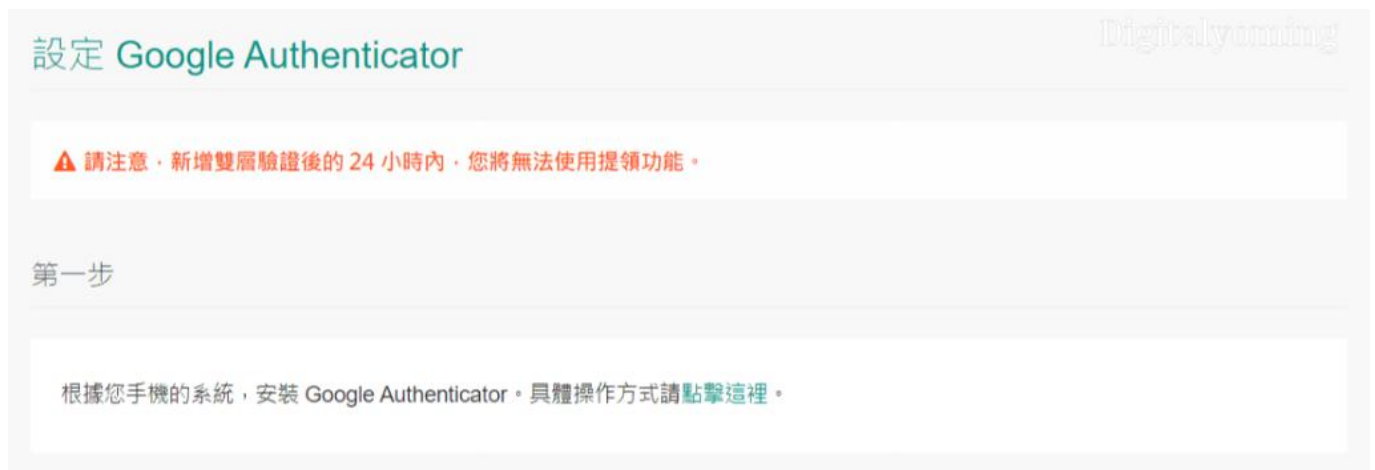 Digitalyoming
設定 Google Authenticator
請注意，新增雙層驗證後的 24 小時內，您將無法使用提領功能。
第一步
根據您手機的系統，安裝 Google Authenticator。具體操作方式請點擊這裡。